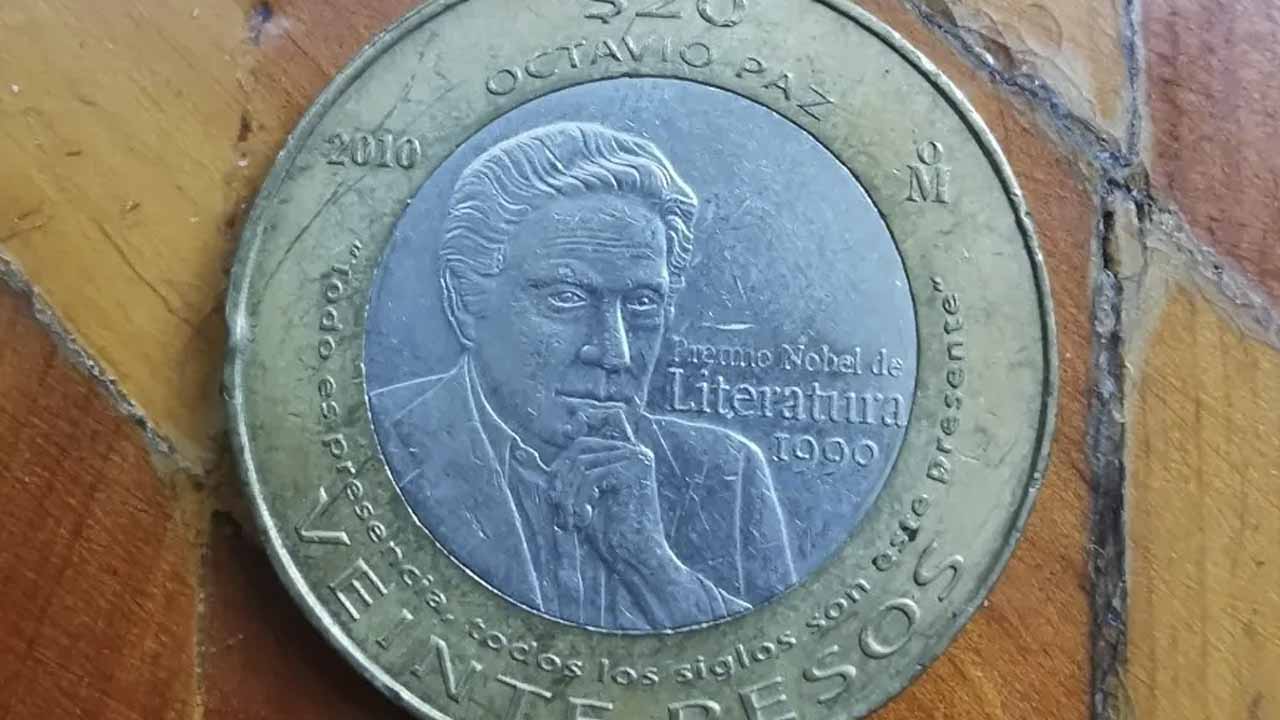 $20
OCTAVIO PAZ
2010
oM
Premio Nobel de
Literatura
1990
"Todo es presencia, todos los siglos son este presente"
VEINTE PESOS